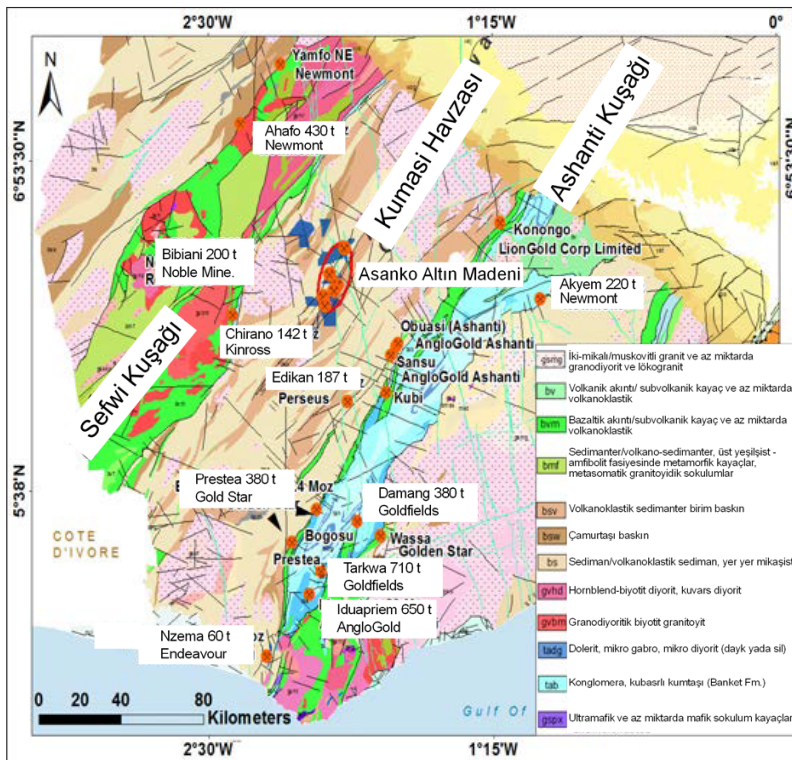 2°30'
1°15'
0°
6°53'30''N
6°53'30''N
5°38'N
5°38'N
2°30'
1°15'
0°
N
Yamfo NE
Newmont
Ahafo 430 t
Newmont
Kumasi Havzası
Ashanti Kuşağı
Konongo
LionGold Corp Limited
Bibiani 200 t
Noble Mine.
Asanko Altın Madeni
Akyem 220 t
Newmont
Sefwi Kuşağı
Chirano 142 t
Kinross
Obuasi (Ashanti)
AngloGold Ashanti
Sansu
AngloGold Ashanti
Edikan 187 t
Perseus
Kubi
Prestea 380 t
Gold Star
Damang 380 t
Goldfields
COTE
D'IVORE
Bogosu
Wassa
Golden Star
Prestea
Tarkwa 710 t
Goldfields
Iduapriem 650 t
AngloGold
Nzema 60 t
Endeavour
0 20 40 80
Kilometers
Gulf Of
gsmg İki-mikalı/muskovitli granit ve az miktarda
granodiyorit ve lökogranit
bv Volkanik akıntı/ subvolkanik kayaç ve az miktarda
volkanoklastik
bvm Bazaltik akıntı/subvolkanik kayaç ve az miktarda
volkanoklastik
bmf Sedimanter/volkano-sedimanter, üst yeşilşist -
amfibolit fasiyesinde metamorfik kayaçlar,
metasomatik granitoyidik sokulumlar
bsv Volkanoklastik sedimanter birim baskın
bsw Çamurtaşı baskın
bs Sediman/volkanoklastik sediman, yer yer mikaşist
gvhd Hornblend-biyotit diyorit, kuvars diyorit
gvbm Granodiyoritik biyotit granitoyit
tadg Dolerit, mikro gabro, mikro diyorit (dayk yada sil)
tab Konglomera, kubasırlı kumtaşı (Banket Fm.)
gspx Ultramafik ve az miktarda mafik sokulum kayaçlar